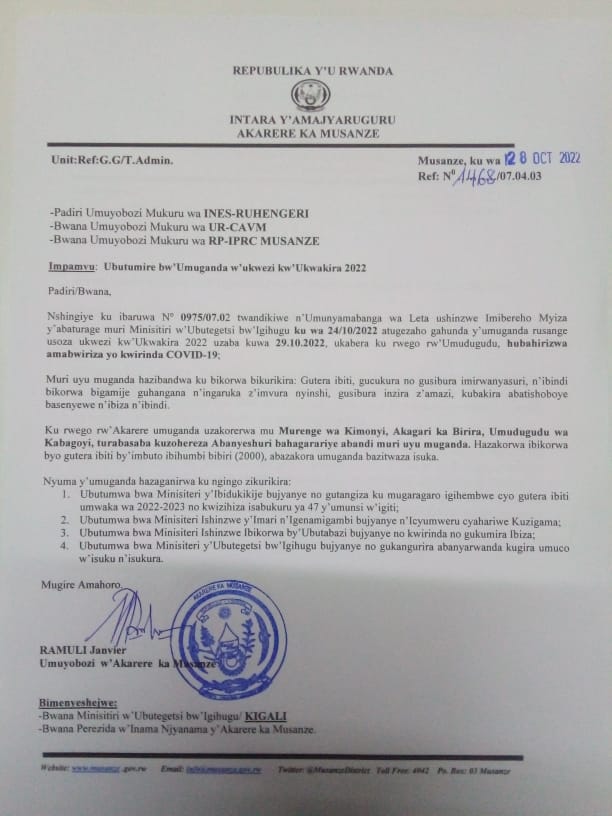 REPUBULIKA Y'U RWANDA
INTARA Y'AMAJYARUGURU
AKARERE KA MUSANZE
Unit:Ref:G.G/T.Admin.
Musanze, ku wa 28 OCT 2022
Ref: Nº 1468/07.04.03
-Padiri Umuyobozi Mukuru wa INES-RUHENGERI
-Bwana Umuyobozi Mukuru wa UR-CAVM
-Bwana Umuyobozi Mukuru wa RP-IPRC MUSANZE
Impamvu: Ubutumire bw'Umuganda w'ukwezi kw'Ukwakira 2022
Padiri/Bwana,
Nshingiye ku ibaruwa Nº 0975/07.02 twandikiwe n'Umunyamabanga wa Leta ushinzwe Imibereho Myiza
y'abaturage muri Minisitiri w'Ubutegetsi bw'Igihugu ku wa 24/10/2022 atugezaho gahunda y'umuganda rusange
usoza ukwezi kw'Ukwakira 2022 uzaba kuwa 29.10.2022, ukabera ku rwego rw'Umudugudu, hubahirizwa
amabwiriza yo kwirinda COVID-19;
Muri uyu muganda hazibandwa ku bikorwa bikurikira: Gutera ibiti, gucukura no gusibura imirwanyasuri, n'ibindi
bikorwa bigamije guhangana n'ingaruka z'imvura nyinshi, gusibura inzira z'amazi, kubakira abatishoboye
basenyewe n'ibiza n'ibindi.
Ku rwego rw'Akarere umuganda uzakorerwa mu Murenge wa Kimonyi, Akagari ka Birira, Umudugudu wa
Kabagoyi, turabasaba kuzohereza Abanyeshuri bahagarariye abandi muri uyu muganda. Hazakorwa ibikorwa
byo gutera ibiti by'imbuto ibihumbi bibiri (2000), abazakora umuganda bazitwaza isuka.
Nyuma y'umuganda hazaganirwa ku ngingo zikurikira:
1. Ubutumwa bwa Minisiteri y'Ibidukikije bujyanye no gutangiza ku mugaragaro igihembwe cyo gutera ibiti
umwaka wa 2022-2023 no kwizihiza isabukuru ya 47 y'umunsi w'igiti;
2. Ubutumwa bwa Minisiteri Ishinzwe y'Imari n'Igenamigambi bujyanye n'Icyumweru cyahariwe Kuzigama;
3. Ubutumwa bwa Minisiteri Ishinzwe Ibikorwa by'Ubutabazi bujyanye no kwirinda no gukumira Ibiza;
4. Ubutumwa bwa Minisiteri y'Ubutegetsi bw'Igihugu bujyanye no gukangurira abanyarwanda kugira umuco
w'isuku n'isukura.
Mugire Amahoro.
RAMULI Janvier
Umuyobozi w'Akarere ka Musanze
AKARERE KA MUSANZE
Bimenyeshejwe:
-Bwana Minisitiri w'Ubutegetsi bw'Igihugu/ KIGALI
-Bwana Perezida w'Inama Njyanama y'Akarere ka Musanze.
Website: www.musanze.gov.rw Email: info@musanze.gov.rw Twitter: @MusanzeDistrict Toll Free: 4042 Po. Box: 03 Musanze